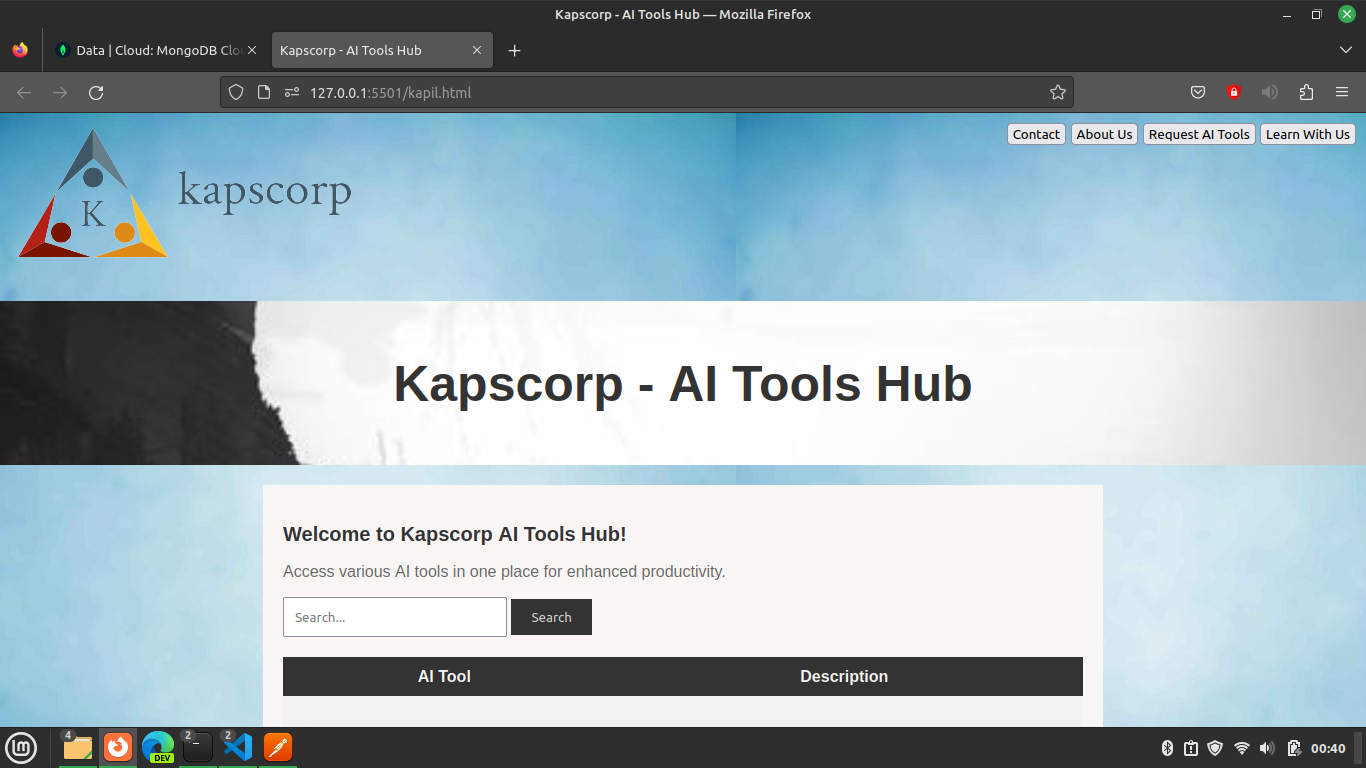 Kapscorp - AI Tools Hub — Mozilla Firefox
Data | Cloud: MongoDB Clo
Kapscorp - AI Tools Hub
127.0.0.1:5501/kapil.html
Contact About Us Request AI Tools Learn With Us
K
kapscorp
Kapscorp - AI Tools Hub
Welcome to Kapscorp AI Tools Hub!
Access various AI tools in one place for enhanced productivity.
Search...
Search
AI Tool Description
4 2 2
DEV
00:40